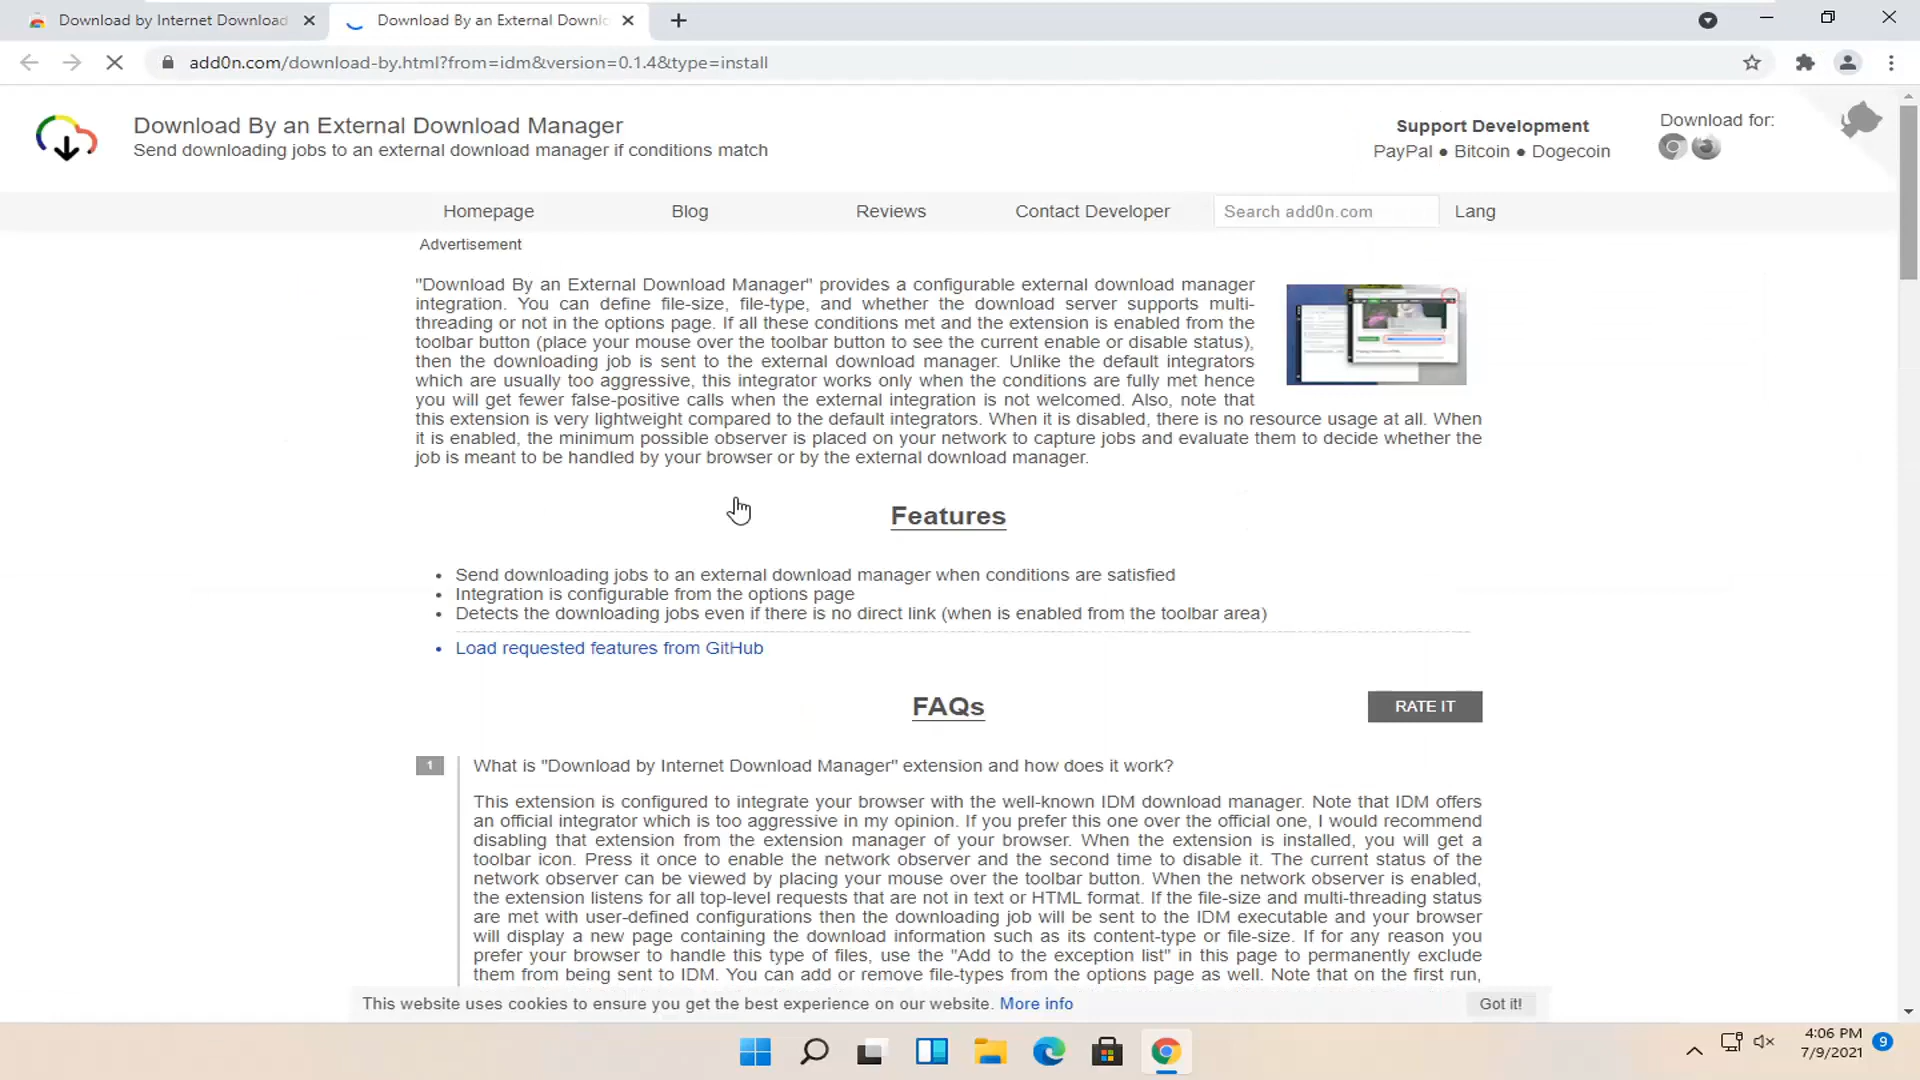 Download by Internet Download
Download By an External Downlo
add0n.com/download-by.html?from=idm&version=0.1.4&type=install
Download By an External Download Manager
Send downloading jobs to an external download manager if conditions match
Support Development
PayPal ● Bitcoin ● Dogecoin
Download for:
Homepage
Blog
Reviews
Contact Developer
Search add0n.com
Lang
Advertisement
"Download By an External Download Manager" provides a configurable external download manager
integration. You can define file-size, file-type, and whether the download server supports multi-
threading or not in the options page. If all these conditions met and the extension is enabled from the
toolbar button (place your mouse over the toolbar button to see the current enable or disable status),
then the downloading job is sent to the external download manager. Unlike the default integrators
which are usually too aggressive, this integrator works only when the conditions are fully met hence
you will get fewer false-positive calls when the external integration is not welcomed. Also, note that
this extension is very lightweight compared to the default integrators. When it is disabled, there is no resource usage at all. When
it is enabled, the minimum possible observer is placed on your network to capture jobs and evaluate them to decide whether the
job is meant to be handled by your browser or by the external download manager.
Features
• Send downloading jobs to an external download manager when conditions are satisfied
• Integration is configurable from the options page
• Detects the downloading jobs even if there is no direct link (when is enabled from the toolbar area)
• Load requested features from GitHub
FAQs
RATE IT
1
What is "Download by Internet Download Manager" extension and how does it work?
This extension is configured to integrate your browser with the well-known IDM download manager. Note that IDM offers
an official integrator which is too aggressive in my opinion. If you prefer this one over the official one, I would recommend
disabling that extension from the extension manager of your browser. When the extension is installed, you will get a
toolbar icon. Press it once to enable the network observer and the second time to disable it. The current status of the
network observer can be viewed by placing your mouse over the toolbar button. When the network observer is enabled,
the extension listens for all top-level requests that are not in text or HTML format. If the file-size and multi-threading status
are met with user-defined configurations then the downloading job will be sent to the IDM executable and your browser
will display a new page containing the download information such as its content-type or file-size. If for any reason you
prefer your browser to handle this type of files, use the "Add to the exception list" in this page to permanently exclude
them from being sent to IDM. You can add or remove file-types from the options page as well. Note that on the first run,
This website uses cookies to ensure you get the best experience on our website. More info
Got it!
4:06 PM
7/9/2021
9